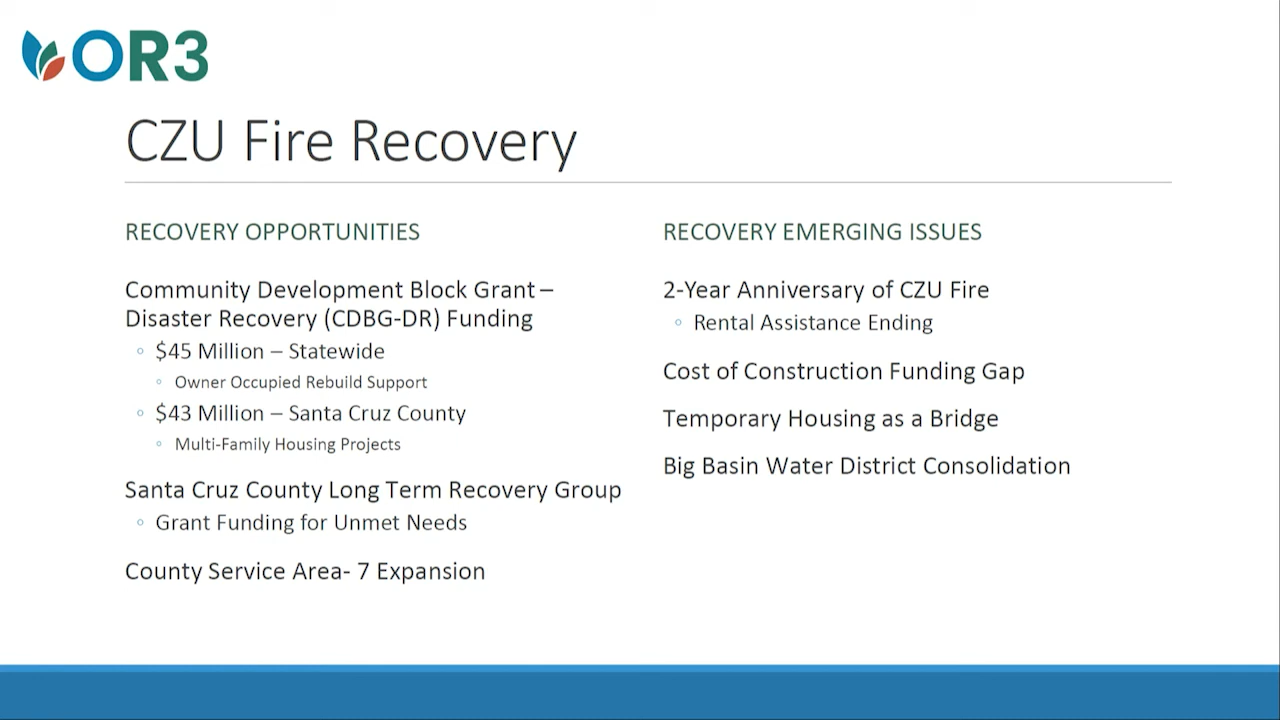 OR3
CZU Fire Recovery
RECOVERY OPPORTUNITIES
Community Development Block Grant –
Disaster Recovery (CDBG-DR) Funding
$45 Million – Statewide
Owner Occupied Rebuild Support
$43 Million – Santa Cruz County
Multi-Family Housing Projects
Santa Cruz County Long Term Recovery Group
Grant Funding for Unmet Needs
County Service Area- 7 Expansion
RECOVERY EMERGING ISSUES
2-Year Anniversary of CZU Fire
Rental Assistance Ending
Cost of Construction Funding Gap
Temporary Housing as a Bridge
Big Basin Water District Consolidation